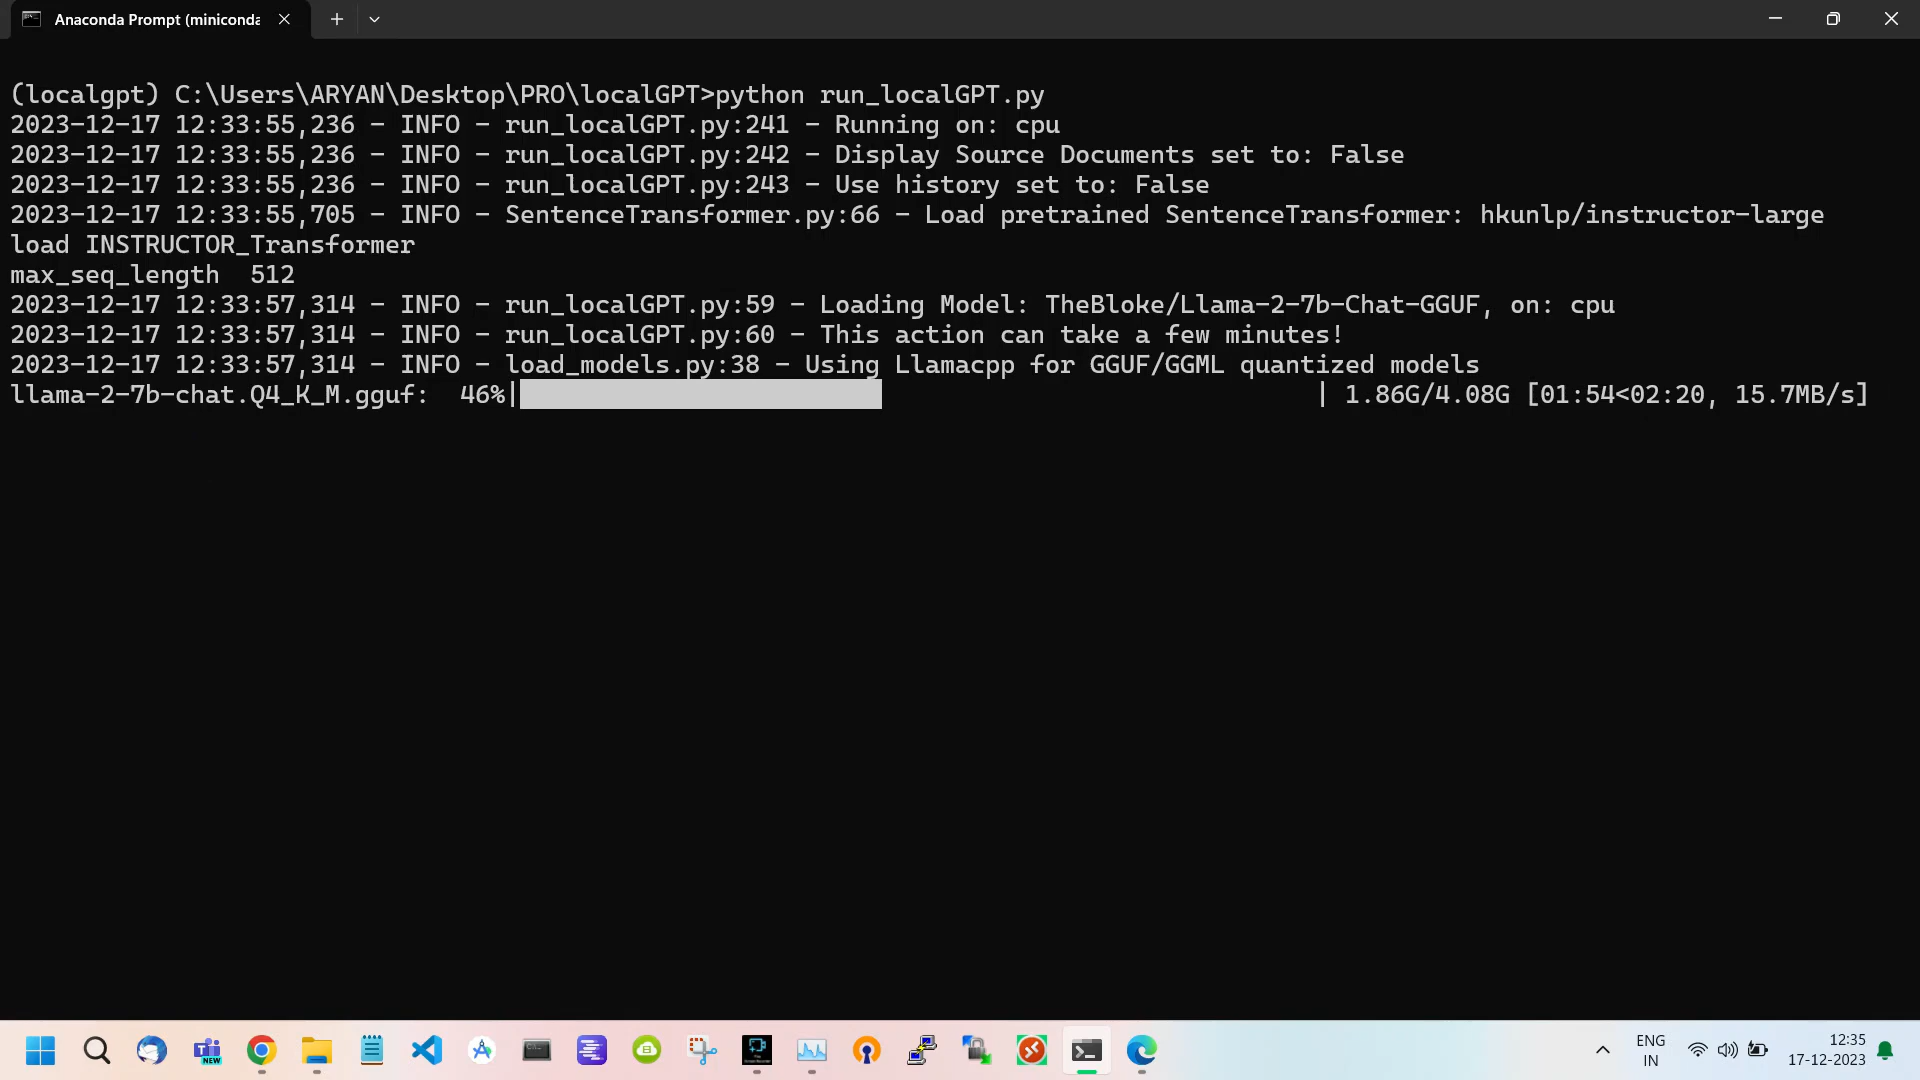 Anaconda Prompt (miniconda
(localgpt) C:\Users\ARYAN\Desktop\PRO\localGPT>python run_localGPT.py
2023-12-17 12:33:55,236 - INFO - run_localGPT.py:241 - Running on: cpu
2023-12-17 12:33:55,236 - INFO - run_localGPT.py:242 - Display Source Documents set to: False
2023-12-17 12:33:55,236 - INFO - run_localGPT.py:243 - Use history set to: False
2023-12-17 12:33:55,705 - INFO - SentenceTransformer.py:66 - Load pretrained SentenceTransformer: hkunlp/instructor-large
load INSTRUCTOR_Transformer
max_seq_length  512
2023-12-17 12:33:57,314 - INFO - run_localGPT.py:59 - Loading Model: TheBloke/Llama-2-7b-Chat-GGUF, on: cpu
2023-12-17 12:33:57,314 - INFO - run_localGPT.py:60 - This action can take a few minutes!
2023-12-17 12:33:57,314 - INFO - load_models.py:38 - Using Llamacpp for GGUF/GGML quantized models
llama-2-7b-chat.Q4_K_M.gguf:  46%| | 1.86G/4.08G [01:54<02:20, 15.7MB/s]
NEW
ENG
IN
12:35
17-12-2023